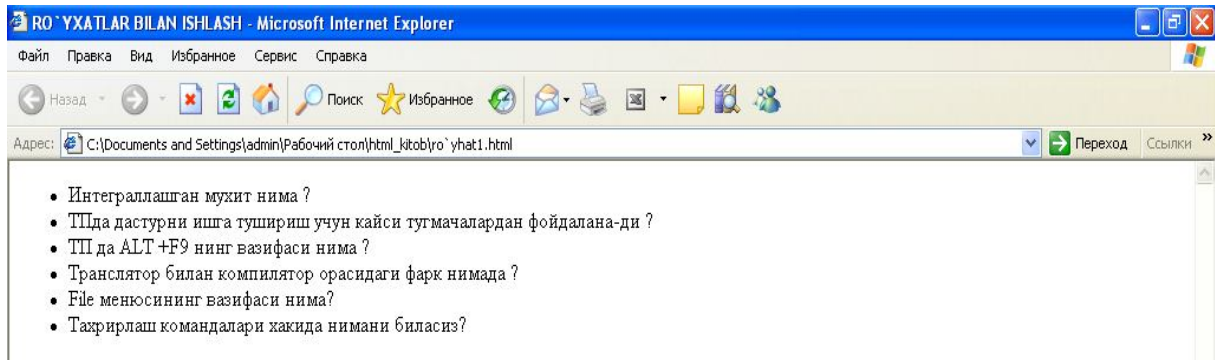 RO`YXATLAR BILAN ISHLASH - Microsoft Internet Explorer
Файл Правка Вид Избранное Сервис Справка
Назад Поиск Избранное
Адрес: C:\Documents and Settings\admin\Рабочий стол\html_kitob\ro`yhat1.html Переход Ссылки »
• Интеграллашган мухит нима ?
• ТПда дастурни ишга тушириш учун кайси тугмачалардан фойдалана-ди ?
• ТП да ALT +F9 нинг вазифаси нима ?
• Транслятор билан компилятор орасидаги фарк нимада ?
• File менюсининг вазифаси нима?
• Тахрирлаш командалари хакида нимани биласиз?